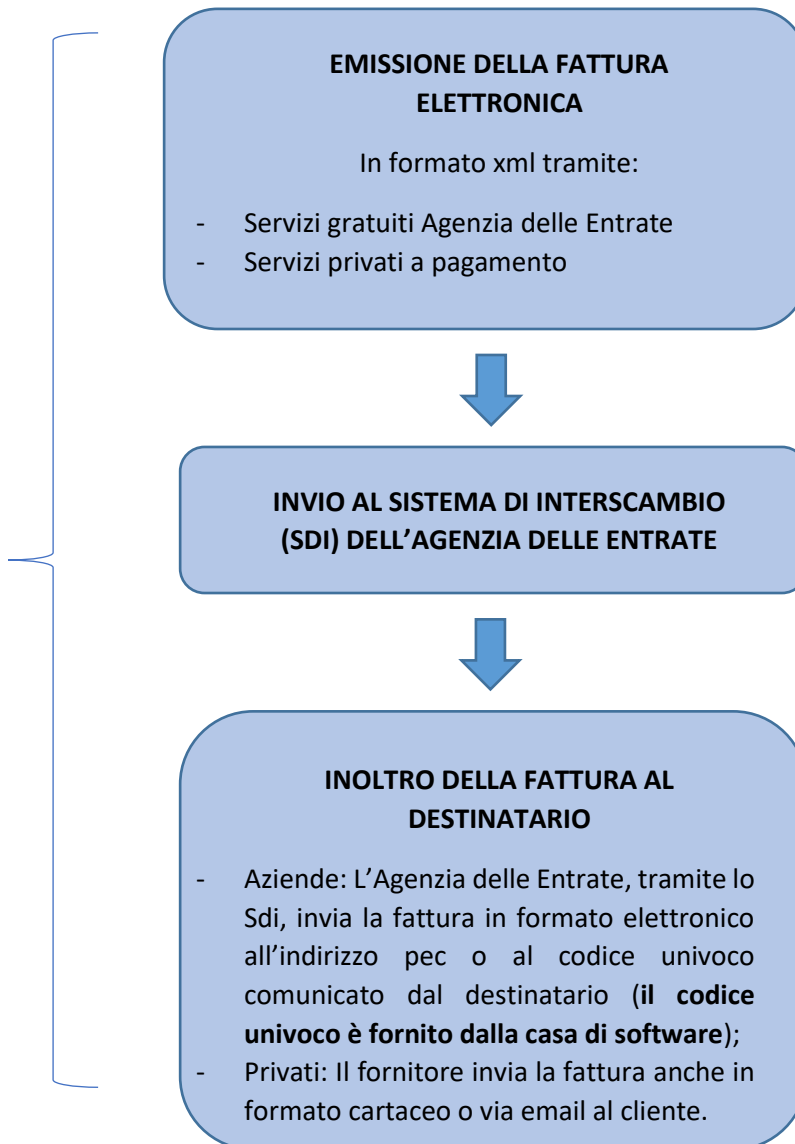 EMISSIONE DELLA FATTURA
ELETTRONICA
In formato xml tramite:
- Servizi gratuiti Agenzia delle Entrate
- Servizi privati a pagamento
INVIO AL SISTEMA DI INTERSCAMBIO
(SDI) DELL’AGENZIA DELLE ENTRATE
INOLTRO DELLA FATTURA AL
DESTINATARIO
- Aziende: L’Agenzia delle Entrate, tramite lo
Sdi, invia la fattura in formato elettronico
all’indirizzo pec o al codice univoco
comunicato dal destinatario (il codice
univoco è fornito dalla casa di software);
- Privati: Il fornitore invia la fattura anche in
formato cartaceo o via email al cliente.